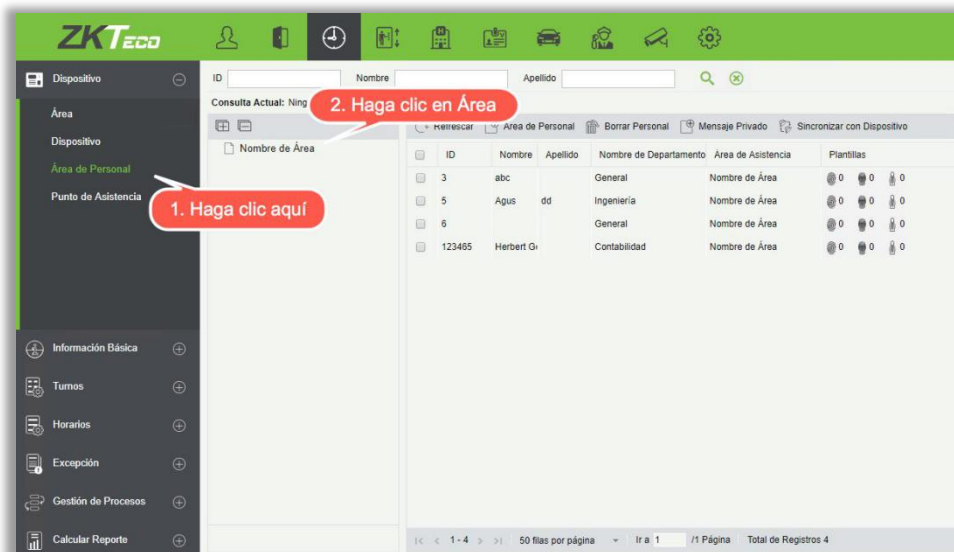 ZKTeco
Dispositivo
Área
Dispositivo
Área de Personal
Punto de Asistencia
Información Básica
Turnos
Horarios
Excepción
Gestión de Procesos
Calcular Reporte
ID Nombre Apellido
Consulta Actual: Ning
2. Haga clic en Área
1. Haga clic aquí
Nombre de Área
Refrescar Área de Personal Borrar Personal Mensaje Privado Sincronizar con Dispositivo
ID Nombre Apellido Nombre de Departamento Área de Asistencia Plantillas
3 abc General Nombre de Área 0 0 0
5 Agus dd Ingeniería Nombre de Área 0 0 0
6 General Nombre de Área 0 0 0
123465 Herbert G Contabilidad Nombre de Área 0 0 0
1 - 4 50 filas por página Ir a 1 /1 Página Total de Registros 4